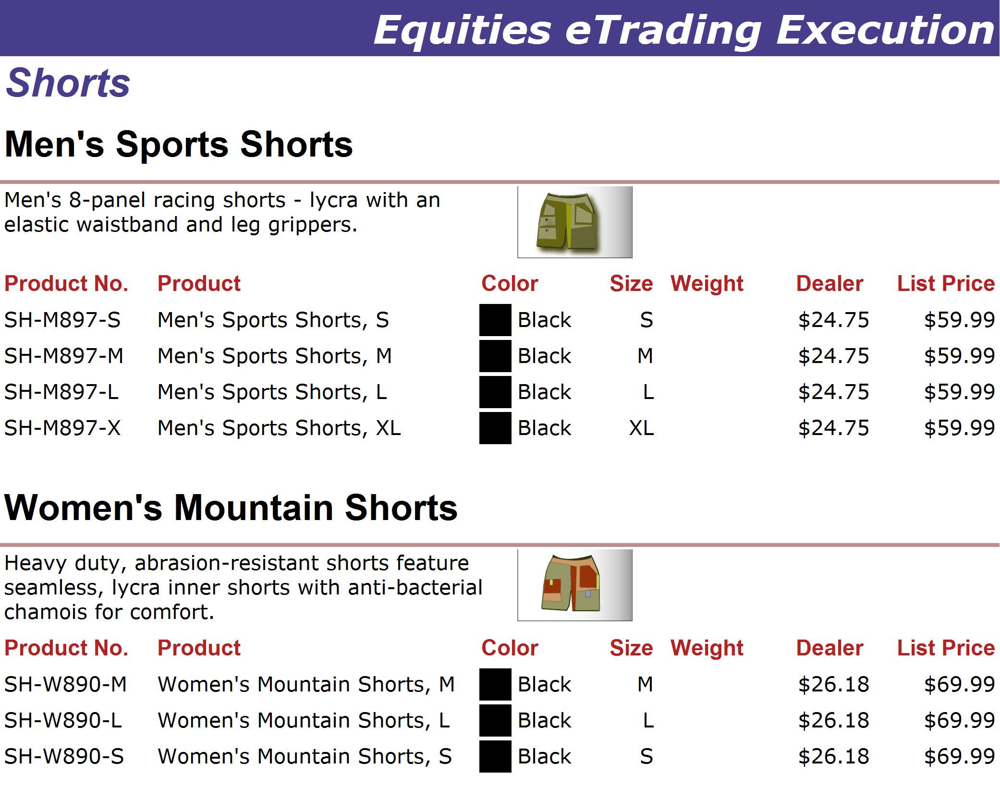 Equities eTrading Execution
Shorts
Men's Sports Shorts
Men's 8-panel racing shorts - lycra with an
elastic waistband and leg grippers.
Product No. Product Color Size Weight Dealer List Price
SH-M897-S Men's Sports Shorts, S Black S $24.75 $59.99
SH-M897-M Men's Sports Shorts, M Black M $24.75 $59.99
SH-M897-L Men's Sports Shorts, L Black L $24.75 $59.99
SH-M897-X Men's Sports Shorts, XL Black XL $24.75 $59.99
Women's Mountain Shorts
Heavy duty, abrasion-resistant shorts feature
seamless, lycra inner shorts with anti-bacterial
chamois for comfort.
Product No. Product Color Size Weight Dealer List Price
SH-W890-M Women's Mountain Shorts, M Black M $26.18 $69.99
SH-W890-L Women's Mountain Shorts, L Black L $26.18 $69.99
SH-W890-S Women's Mountain Shorts, S Black S $26.18 $69.99